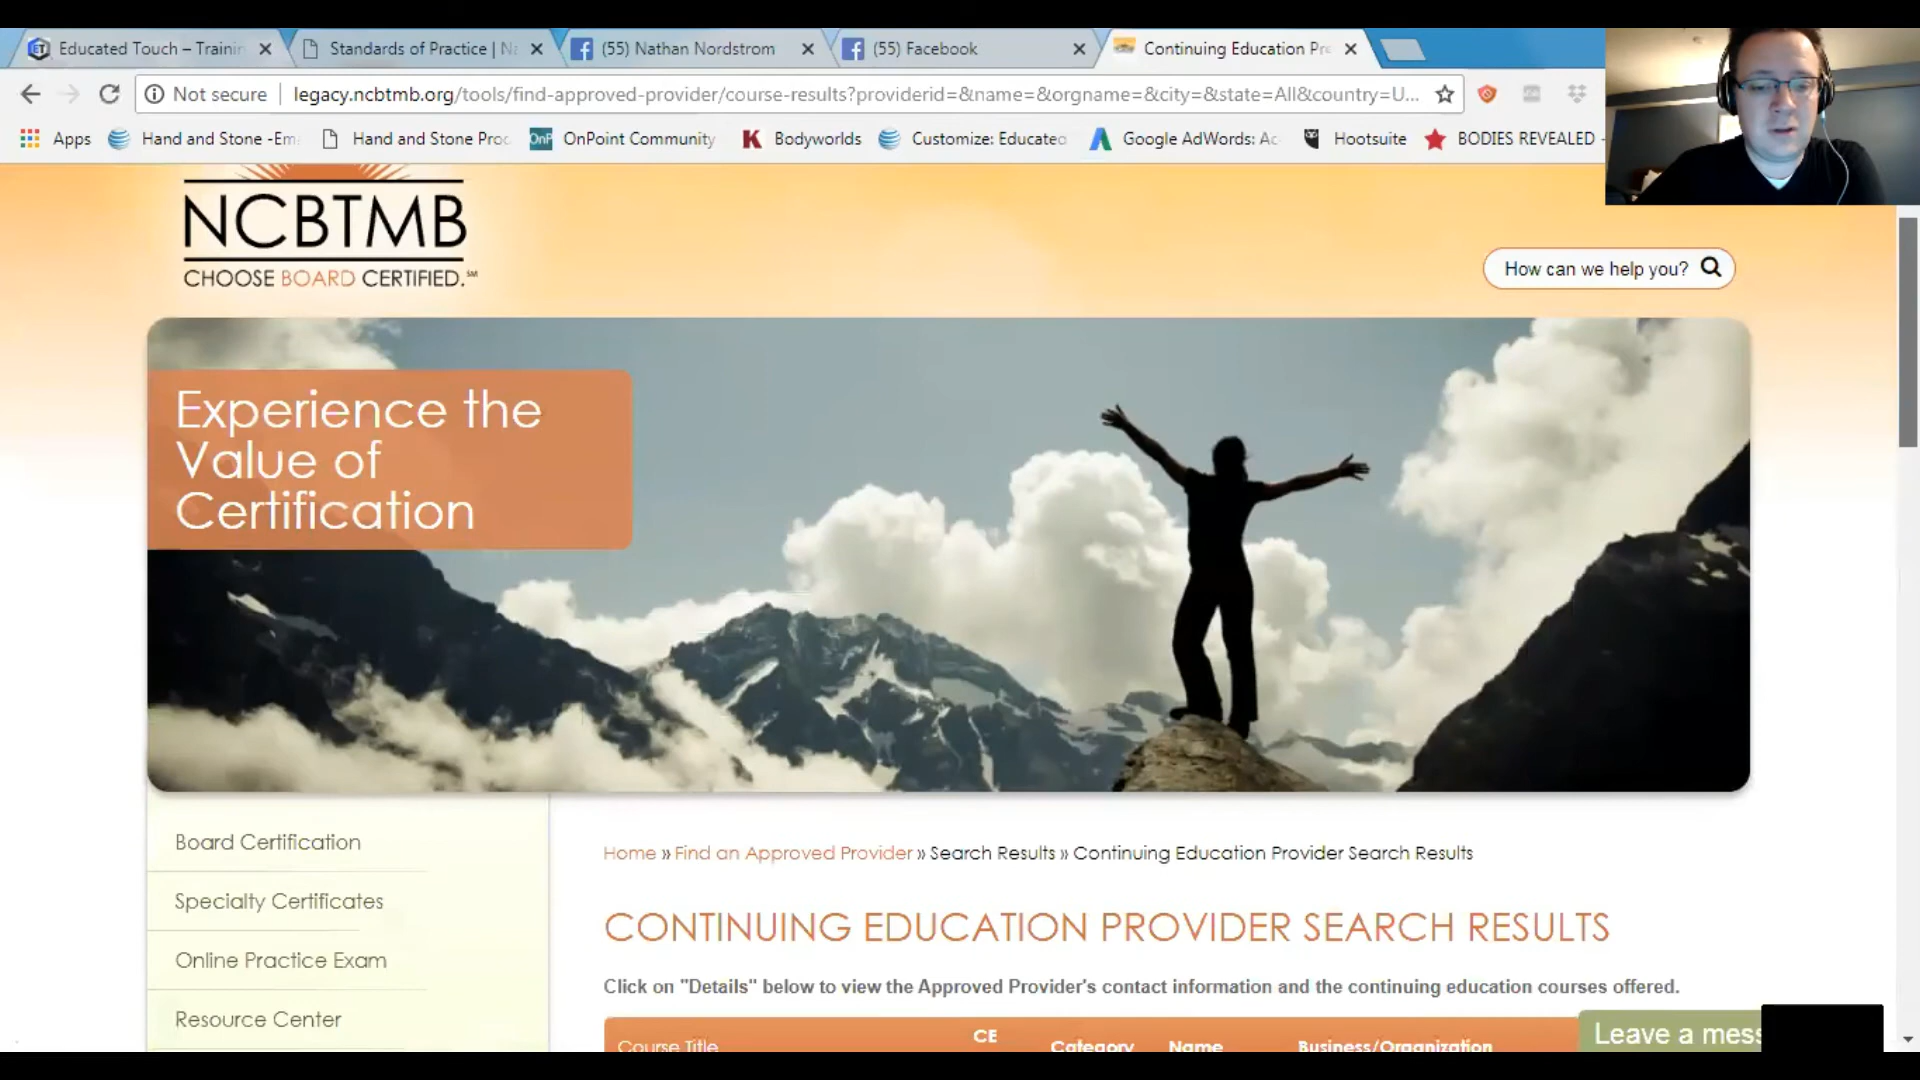 Educated Touch – Trainin
Standards of Practice | N
(55) Nathan Nordstrom
(55) Facebook
Continuing Education Pr
Not secure
legacy.ncbtmb.org/tools/find-approved-provider/course-results?providerid=&name=&orgname=&city=&state=All&country=U...
Apps
Hand and Stone -Em
Hand and Stone Proc
OnP
OnPoint Community
Bodyworlds
Customize: Educated
Google AdWords: Ac
Hootsuite
BODIES REVEALED -
NCBTMB
CHOOSE BOARD CERTIFIED.℠
How can we help you?
Experience the
Value of
Certification
Board Certification
Specialty Certificates
Online Practice Exam
Resource Center
Home » Find an Approved Provider » Search Results » Continuing Education Provider Search Results
CONTINUING EDUCATION PROVIDER SEARCH RESULTS
Click on "Details" below to view the Approved Provider's contact information and the continuing education courses offered.
Course Title
CE
Category
Name
Business/Organization
Leave a mess